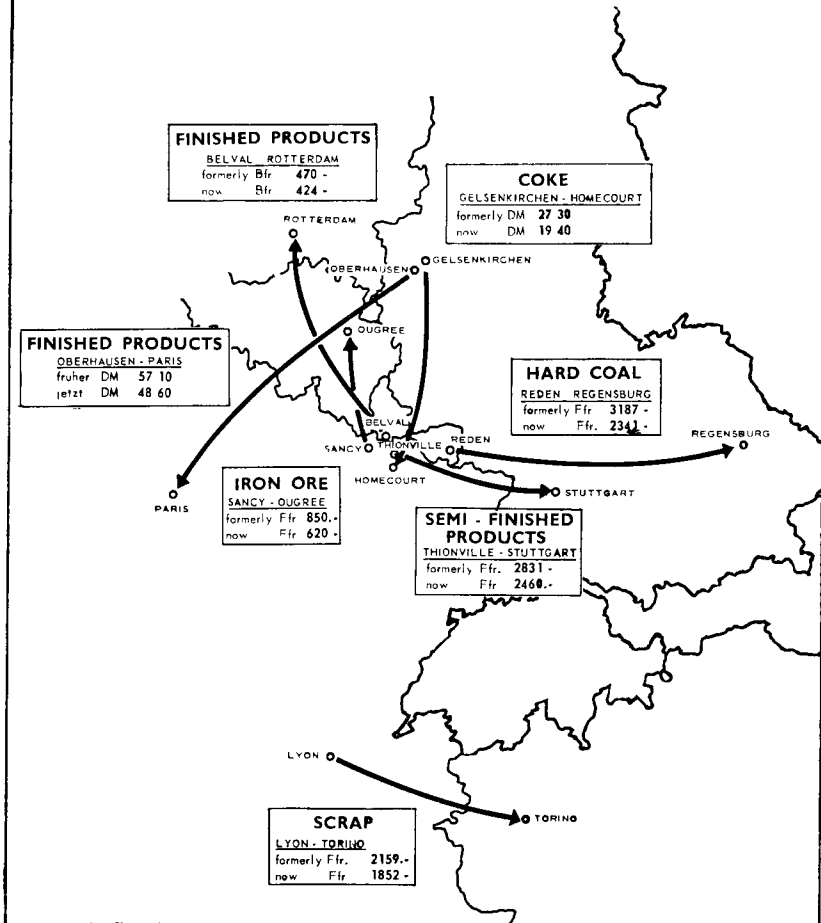 FINISHED PRODUCTS
BELVAL ROTTERDAM
formerly Bfr 470 -
now Bfr 424 -
COKE
GELSENKIRCHEN - HOMECOURT
formerly DM 27 30
now DM 19 40
ROTTERDAM
GELSENKIRCHEN
OBERHAUSEN
OUGREE
FINISHED PRODUCTS
OBERHAUSEN - PARIS
fruher DM 57 10
jetzt DM 48 60
HARD COAL
REDEN REGENSBURG
formerly Ffr 3187 -
now Ffr. 2341 -
BELVAL
THIONVILLE
REDEN
REGENSBURG
SANCY
HOMECOURT
PARIS
STUTTGART
IRON ORE
SANCY - OUGREE
formerly Ffr 850.-
now Ffr 620 -
SEMI - FINISHED
PRODUCTS
THIONVILLE - STUTTGART
formerly Ffr. 2831 -
now Ffr 2460.-
LYON
TORINO
SCRAP
LYON - TORINO
formerly Ffr. 2159.-
now Ffr 1852 -